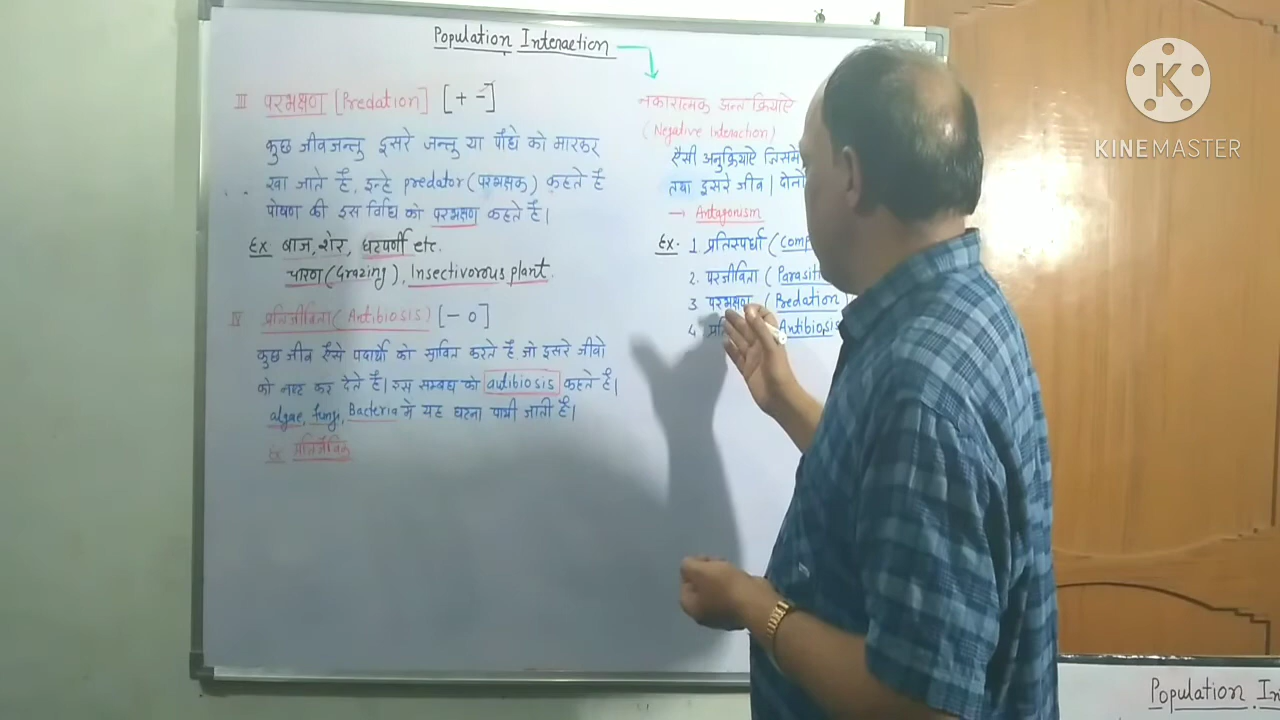 Population Interaction
III परभक्षण [Predation] [+ -]
कुछ जीवजन्तु दूसरे जन्तु या पौधे को मारकर
खा जाते है, इन्हे predator (परभक्षक) कहते है
पोषण की इस विधि को परभक्षण कहते है।
Ex बाज, शेर, घटपर्णी etc.
चारण (Grazing), Insectivorous plant.
IV प्रतिजीविता (Antibiosis) [- 0]
कुछ जीव ऐसे पदार्थो को स्रावित करते है जो दूसरे जीवो
को नष्ट कर देते है। इस सम्बन्ध को antibiosis कहते है।
algae, fungi, Bacteria मे यह घटना पायी जाती है।
Ex प्रतिजैविक
नकारात्मक अन्त क्रियाऐ
(Negative Interaction)
ऐसी अनुक्रियाऐ जिसमे
तथा दूसरे जीव। दोनो
→ Antagonism
Ex- 1 प्रतिस्पर्धा (Comp
2. परजीविता (Parasit
3 परभक्षण (Predation)
4 प्रति Antibiosis
KINEMASTER
Population In